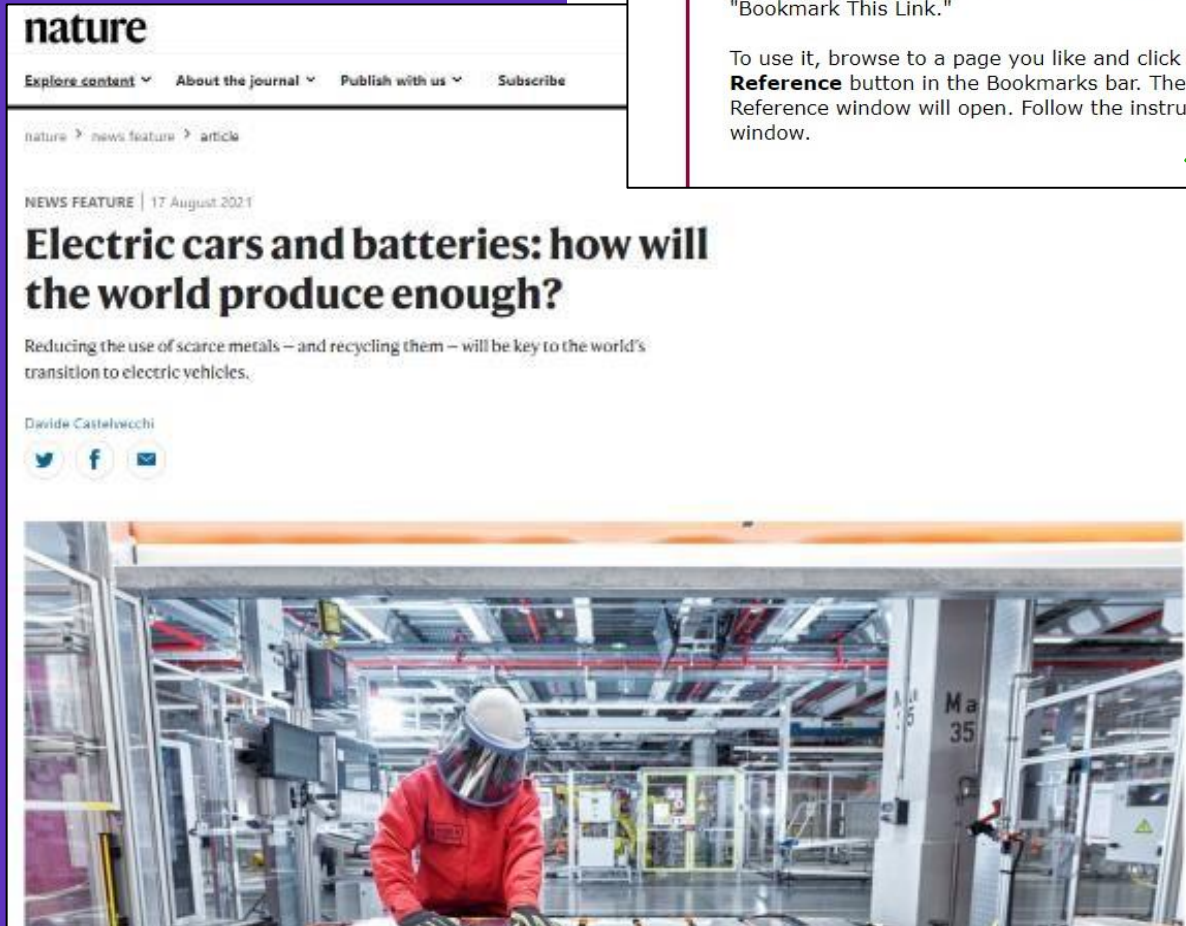 "Bookmark This Link."
To use it, browse to a page you like and click
Reference button in the Bookmarks bar. The
Reference window will open. Follow the instru
window.
nature
Explore content About the journal Publish with us Subscribe
nature > news feature > article
NEWS FEATURE | 17 August 2021
Electric cars and batteries: how will
the world produce enough?
Reducing the use of scarce metals — and recycling them — will be key to the world's
transition to electric vehicles.
Davide Castelvecchi
Ma
35